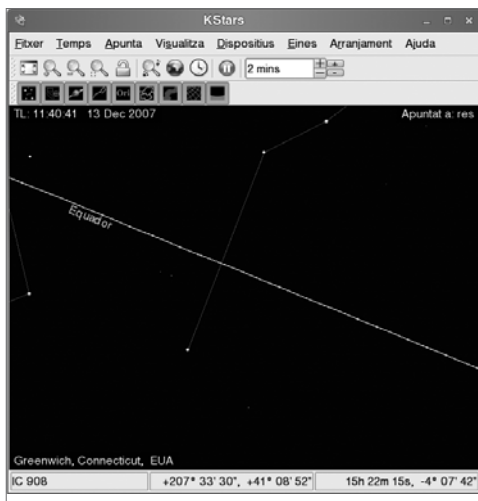 KStars
Fitxer Temps Apunta Visualitza Dispositius Eines Arranjament Ajuda
2 mins
Ori
TL: 11:40:41 13 Dec 2007 Apuntat a: res
Equador
Greenwich, Connecticut, EUA
IC 908 +207° 33' 30", +41° 08' 52" 15h 22m 15s, -4° 07' 42"